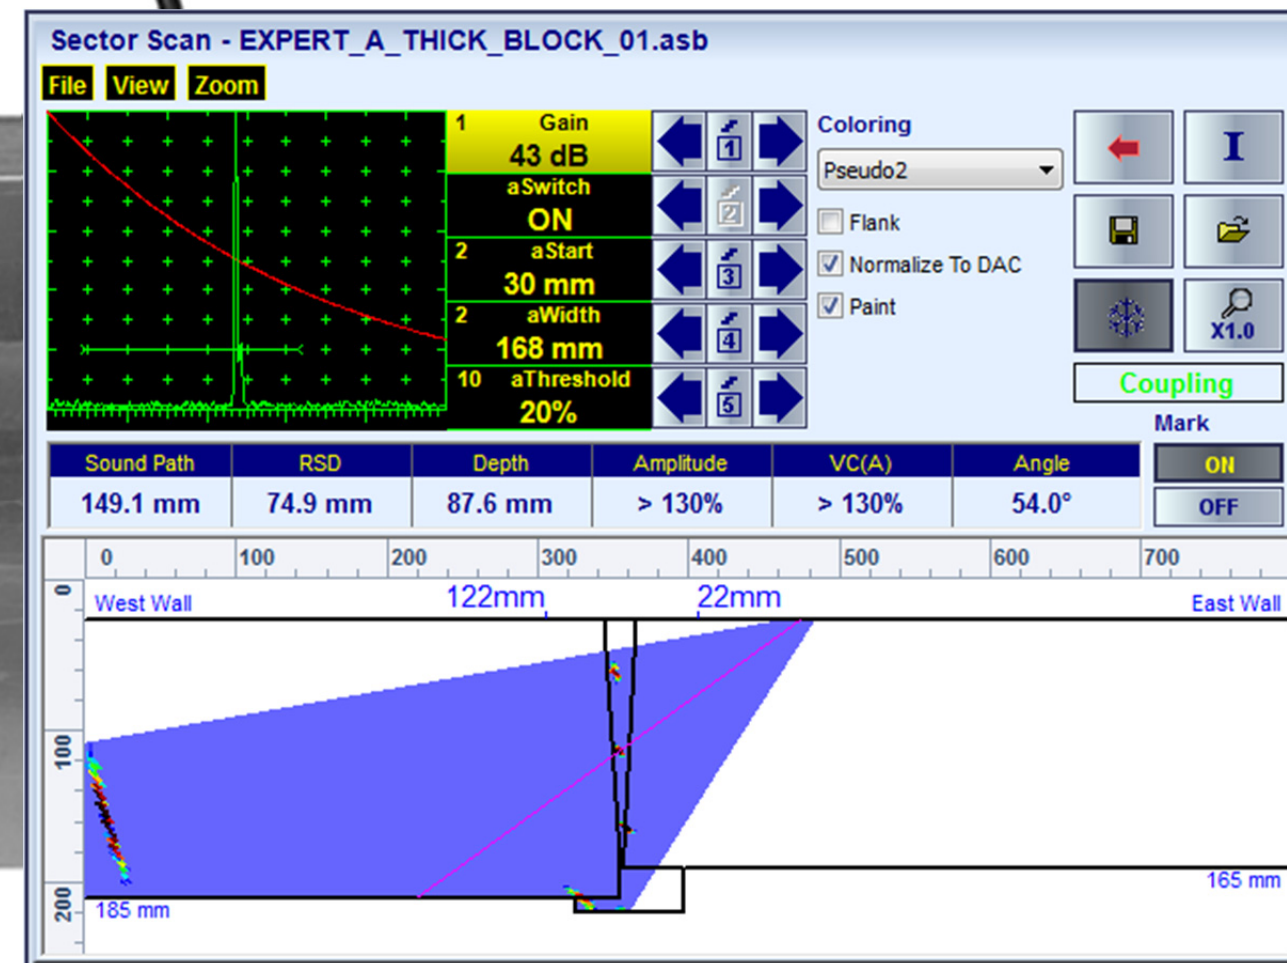 Sector Scan - EXPERT_A_THICK_BLOCK_01.asb
File View Zoom
1 Gain
43 dB
aSwitch
ON
2 aStart
30 mm
2 aWidth
168 mm
10 aThreshold
20%
1
2
3
4
5
Coloring
Pseudo2
Flank
Normalize To DAC
Paint
I
X1.0
Coupling
Mark
ON
OFF
Sound Path RSD Depth Amplitude VC(A) Angle
149.1 mm 74.9 mm 87.6 mm > 130% > 130% 54.0°
0 100 200 300 400 500 600 700
0
100
200
West Wall 122mm 22mm East Wall
165 mm
185 mm